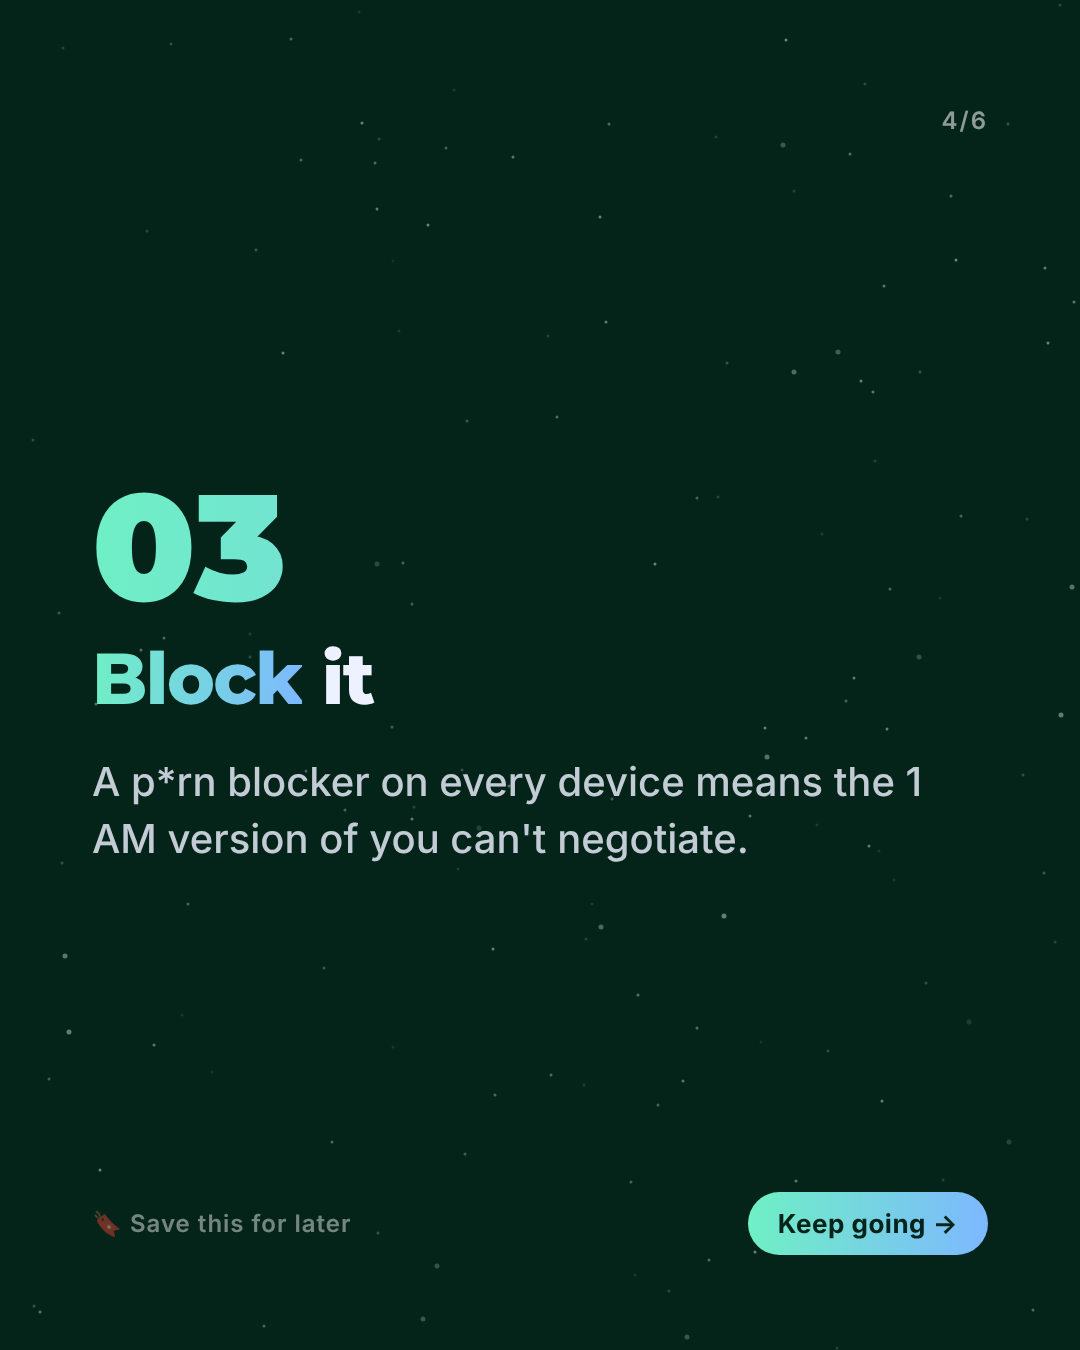 4/6
03
Block it
A p*rn blocker on every device means the 1
AM version of you can't negotiate.
🔖 Save this for later
Keep going →